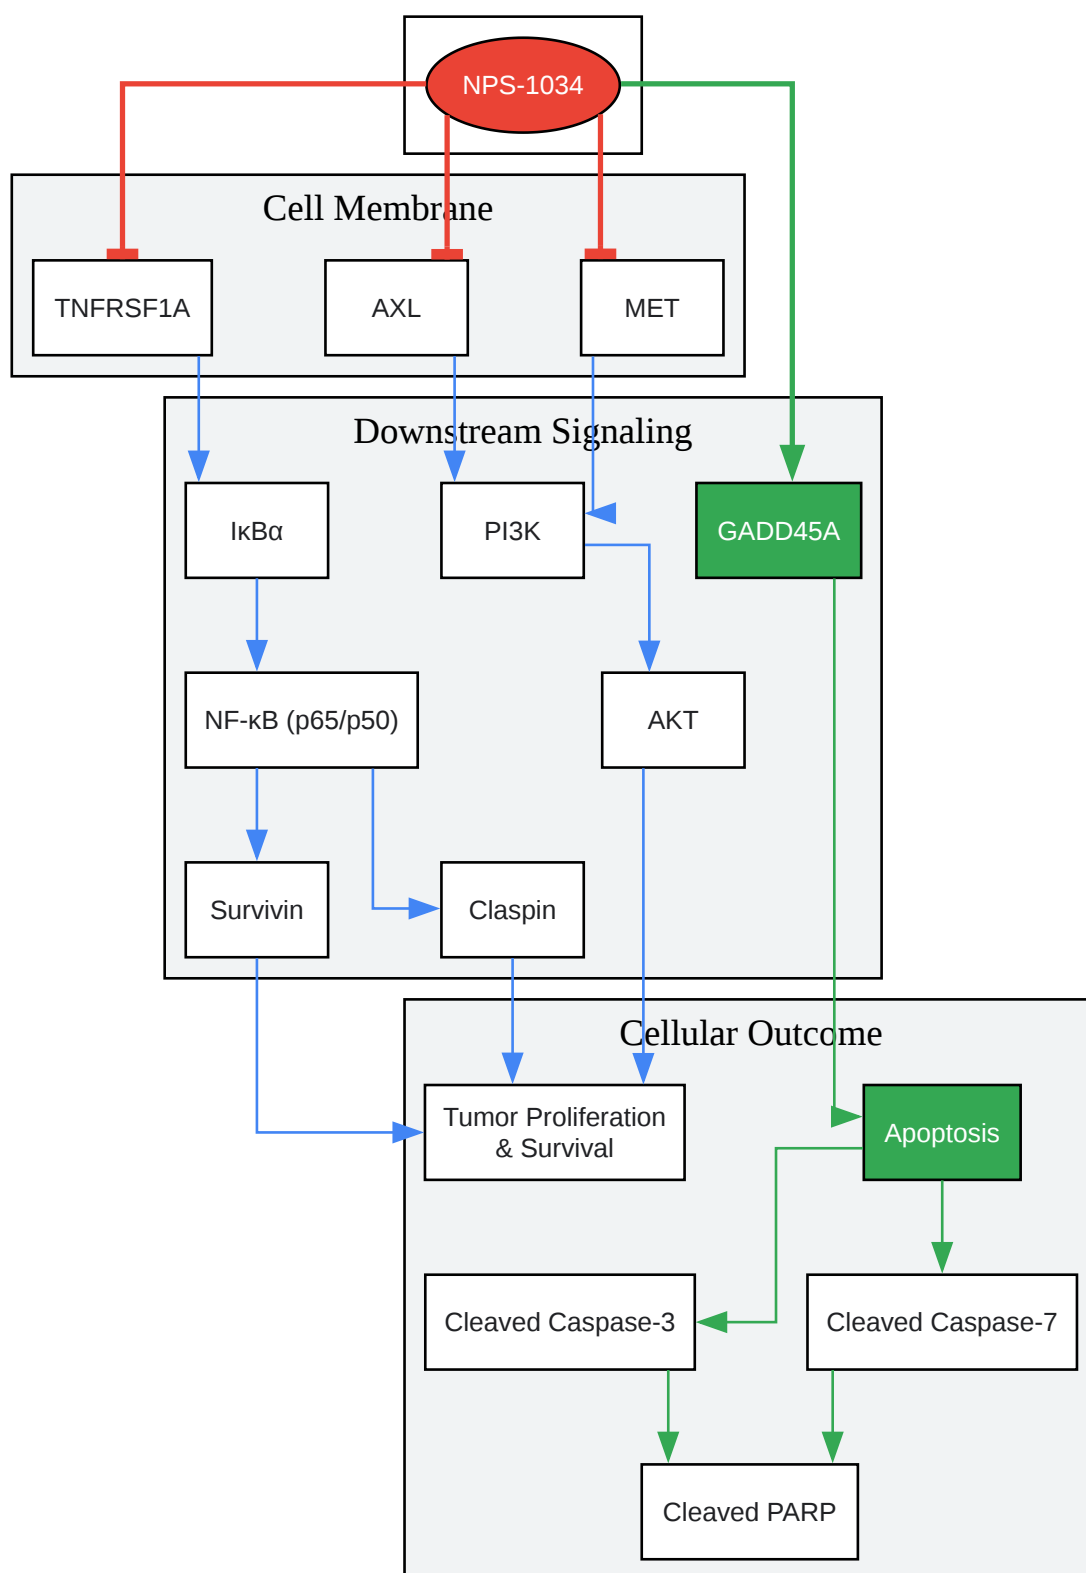 NPS-1034
Cell Membrane
TNFRSF1A
AXL
MET
Downstream Signaling
IκBα
PI3K
GADD45A
NF-κB (p65/p50)
AKT
Survivin
Claspin
Cellular Outcome
Tumor Proliferation
& Survival
Apoptosis
Cleaved Caspase-3
Cleaved Caspase-7
Cleaved PARP